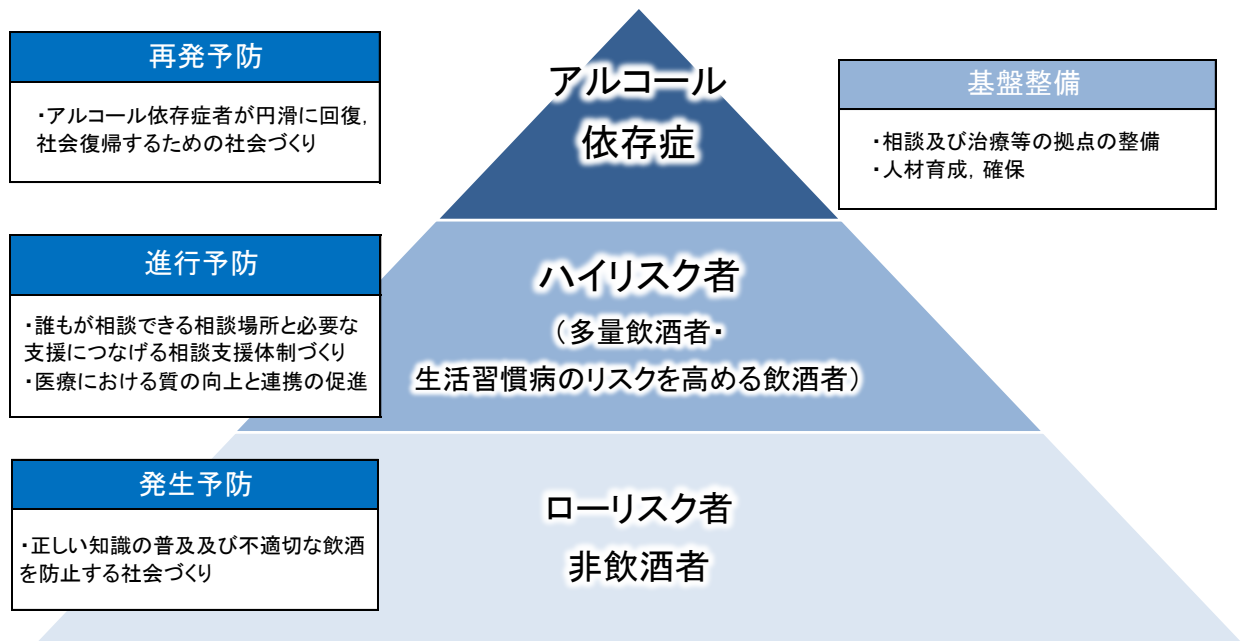 再発予防
・アルコール依存症者が円滑に回復,
社会復帰するための社会づくり
アルコール
依存症
基盤整備
・相談及び治療等の拠点の整備
・人材育成, 確保
進行予防
・誰もが相談できる相談場所と必要な
支援につなげる相談支援体制づくり
・医療における質の向上と連携の促進
ハイリスク者
（多量飲酒者・
生活習慣病のリスクを高める飲酒者）
発生予防
・正しい知識の普及及び不適切な飲酒
を防止する社会づくり
ローリスク者
非飲酒者